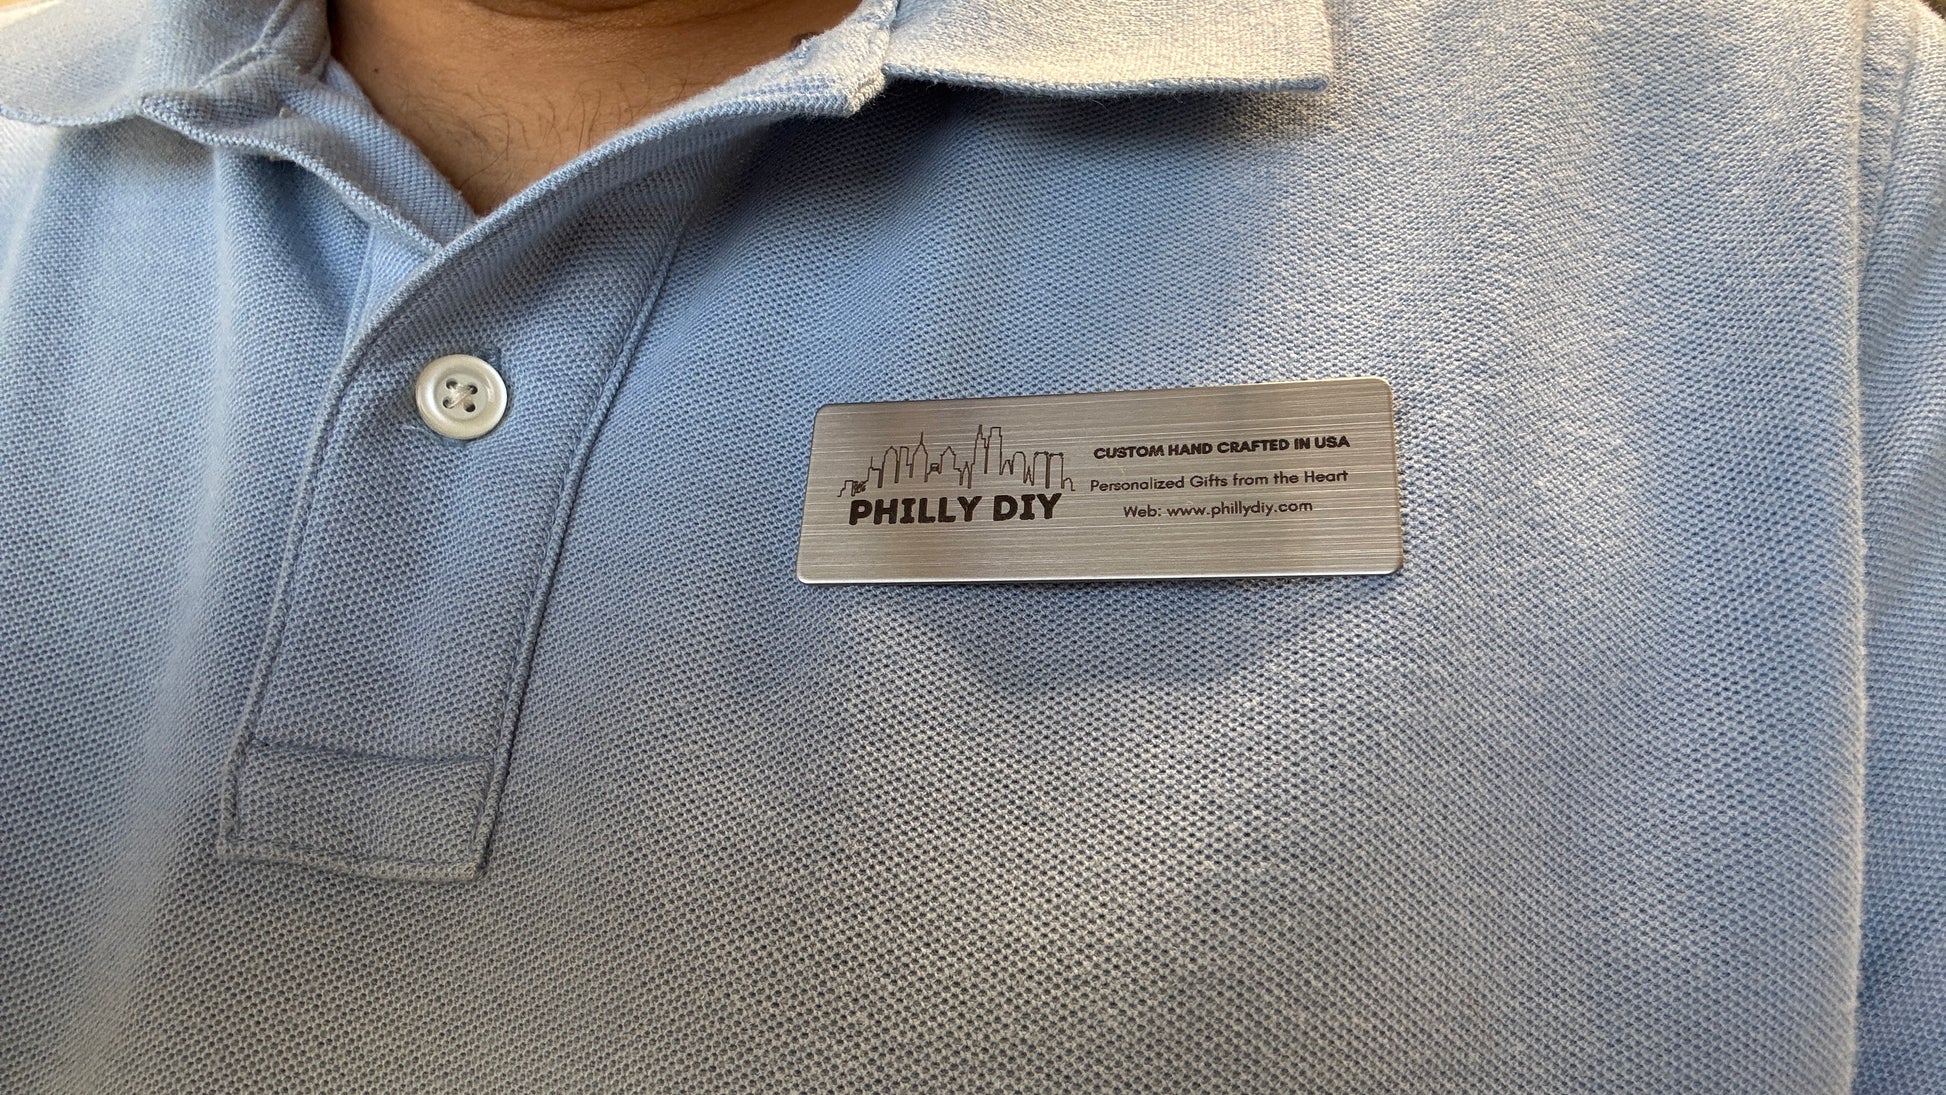 PHILLY DIY
CUSTOM HAND CRAFTED IN USA
Personalized Gifts from the Heart
Web: www.phillydiy.com